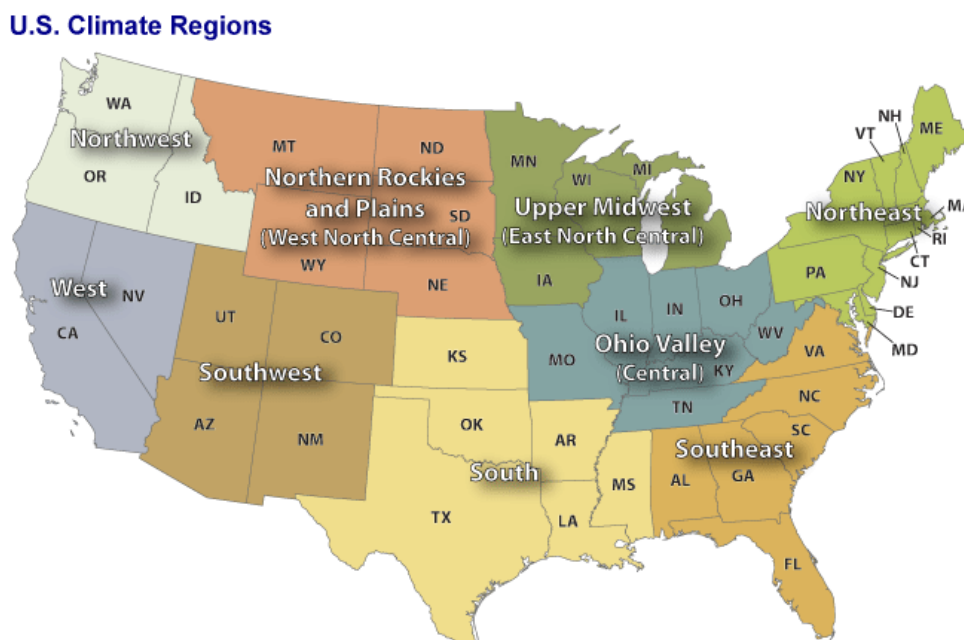 U.S. Climate Regions
WA
Northwest
OR
ID
MT
ND
Northern Rockies
and Plains
(West North Central)
SD
WY
NE
MN
WI
MI
Upper Midwest
(East North Central)
IA
NH
VT
ME
NY
Northeast
MA
RI
CT
NJ
PA
DE
MD
West
NV
CA
UT
CO
Southwest
AZ
NM
KS
OK
AR
South
TX
LA
MS
IL
IN
OH
WV
Ohio Valley
(Central)
MO
KY
TN
VA
NC
SC
Southeast
AL
GA
FL